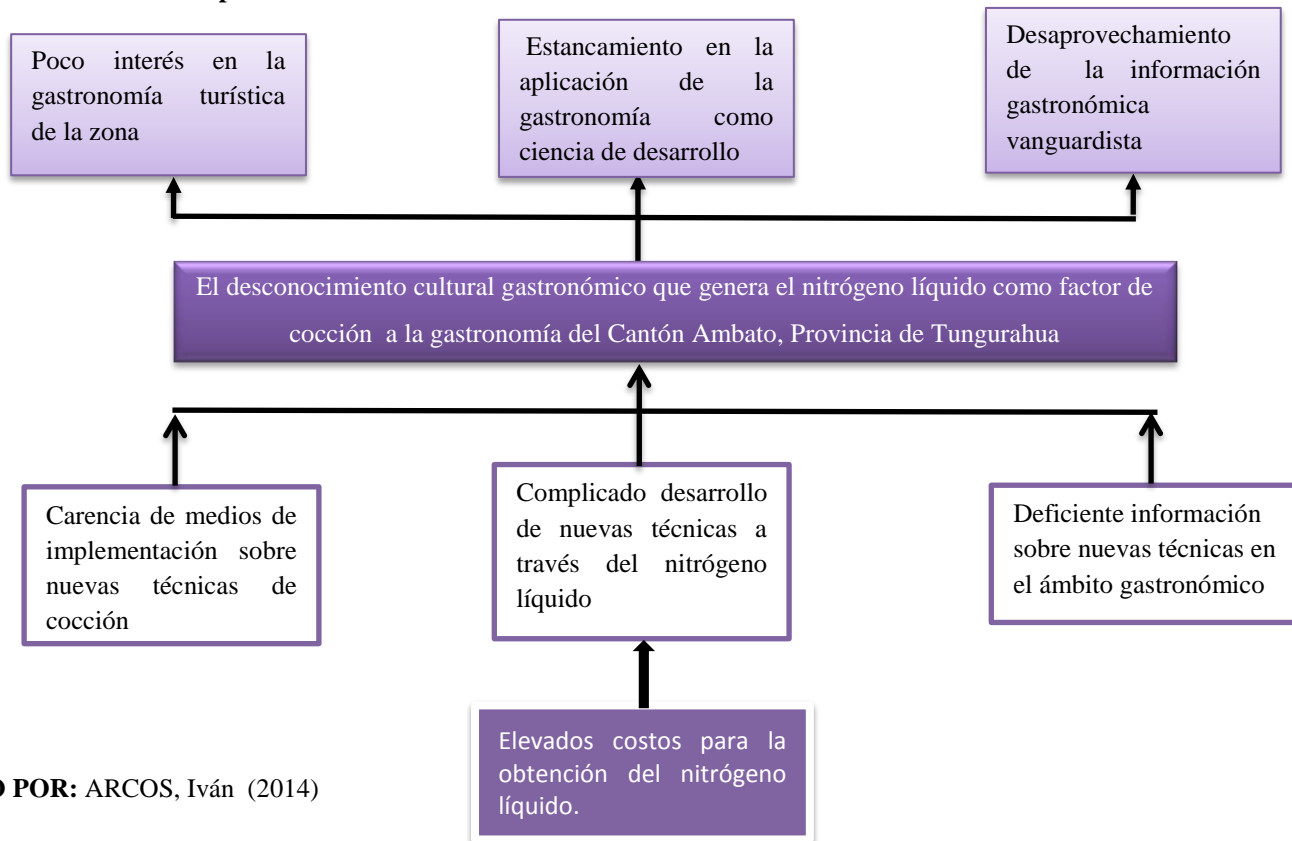 Poco interés en la
gastronomía turística
de la zona
Estancamiento en la
aplicación de la
gastronomía como
ciencia de desarrollo
Desaprovechamiento
de la información
gastronómica
vanguardista
El desconocimiento cultural gastronómico que genera el nitrógeno líquido como factor de
cocción a la gastronomía del Cantón Ambato, Provincia de Tungurahua
Carencia de medios de
implementación sobre
nuevas técnicas de
cocción
Complicado desarrollo
de nuevas técnicas a
través del nitrógeno
líquido
Deficiente información
sobre nuevas técnicas en
el ámbito gastronómico
Elevados costos para la
obtención del nitrógeno
líquido.
POR: ARCOS, Iván (2014)